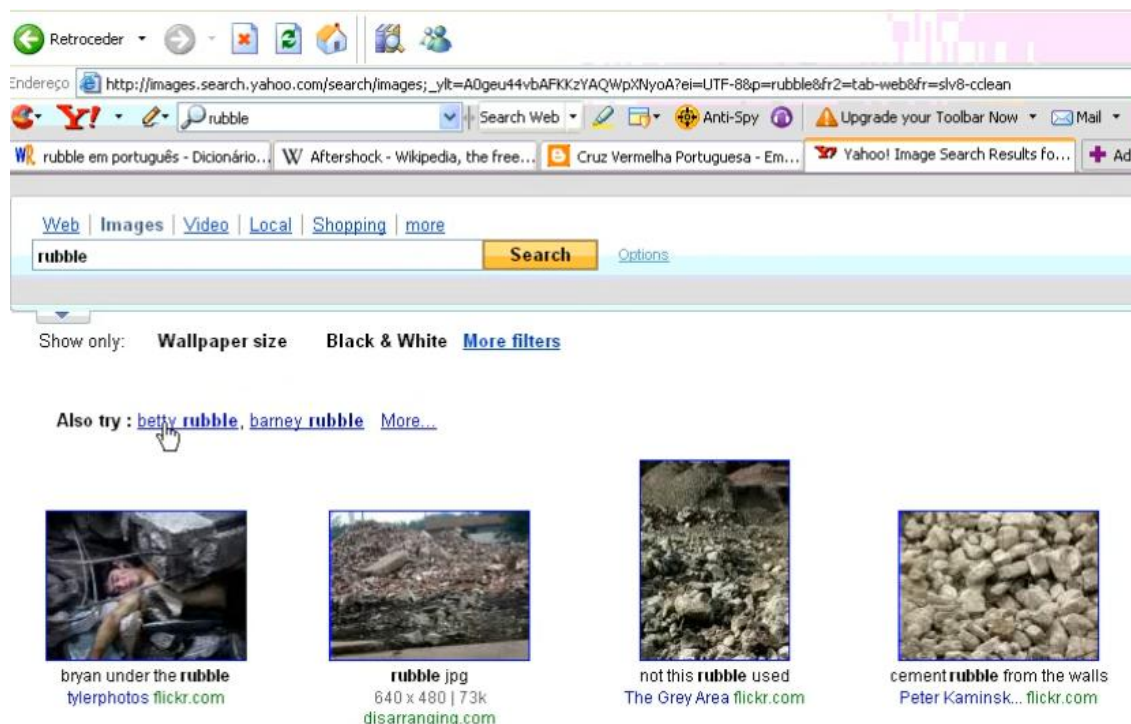 Retroceder
Endereço http://images.search.yahoo.com/search/images;_ylt=A0geu44vbAFKKzYAQWpXNyoA?ei=UTF-8&p=rubble&fr2=tab-web&fr=slv8-cclean
Y! rubble Search Web Anti-Spy Upgrade your Toolbar Now Mail
WR rubble em português - Dicionário... W Aftershock - Wikipedia, the free... Cruz Vermelha Portuguesa - Em... Y! Yahoo! Image Search Results fo... Ad
Web | Images | Video | Local | Shopping | more
rubble Search Options
Show only: Wallpaper size Black & White More filters
Also try : betty rubble, barney rubble More...
bryan under the rubble rubble jpg not this rubble used cement rubble from the walls
tylerphotos flickr.com 640 x 480 | 73k The Grey Area flickr.com Peter Kaminsk... flickr.com
disarranging.com